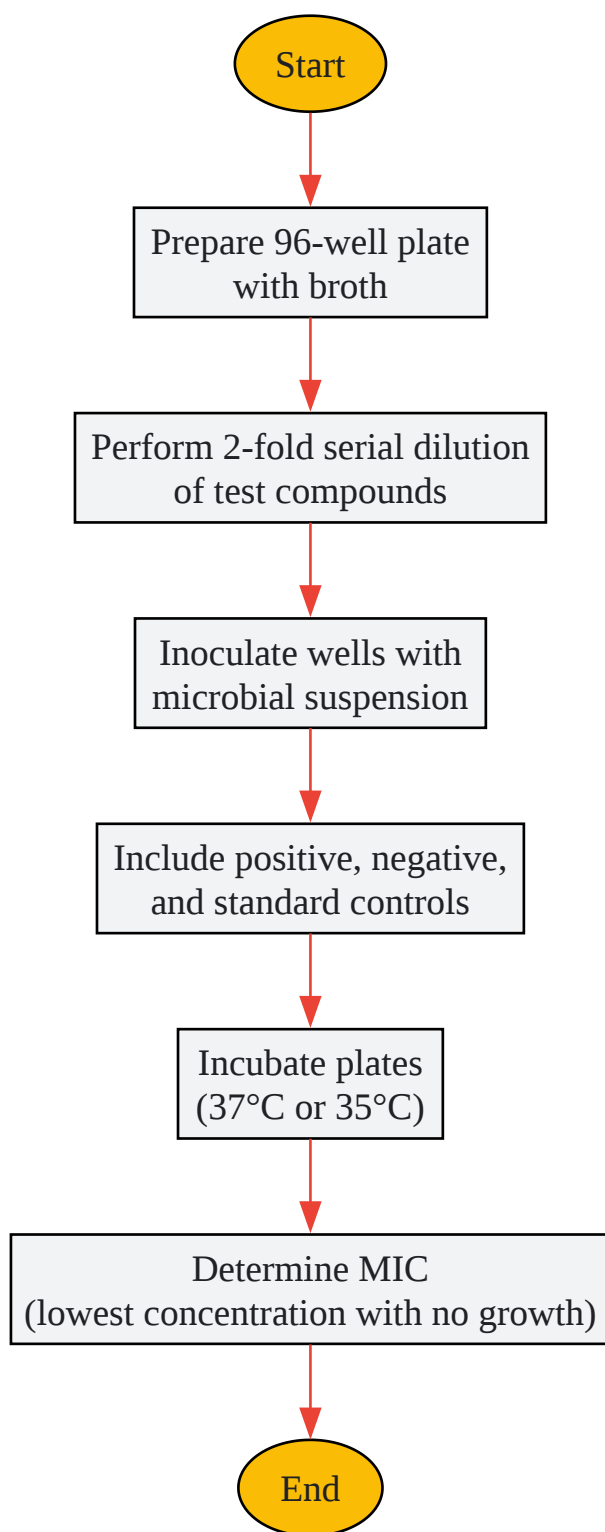 Start
Prepare 96-well plate
with broth
Perform 2-fold serial dilution
of test compounds
Inoculate wells with
microbial suspension
Include positive, negative,
and standard controls
Incubate plates
(37°C or 35°C)
Determine MIC
(lowest concentration with no growth)
End